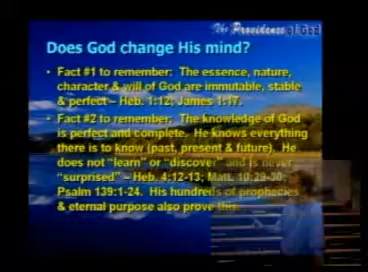 The Providence of God
Does God change His mind?
• Fact #1 to remember: The essence, nature,
character & will of God are immutable, stable
& perfect – Heb. 1:12; James 1:17.
• Fact #2 to remember: The knowledge of God
is perfect and complete. He knows everything
there is to know (past, present & future). He
does not "learn" or "discover" and is never
"surprised" – Heb. 4:12-13; Matt. 10:29-30;
Psalm 139:1-24. His hundreds of prophecies
& eternal purpose also prove this.